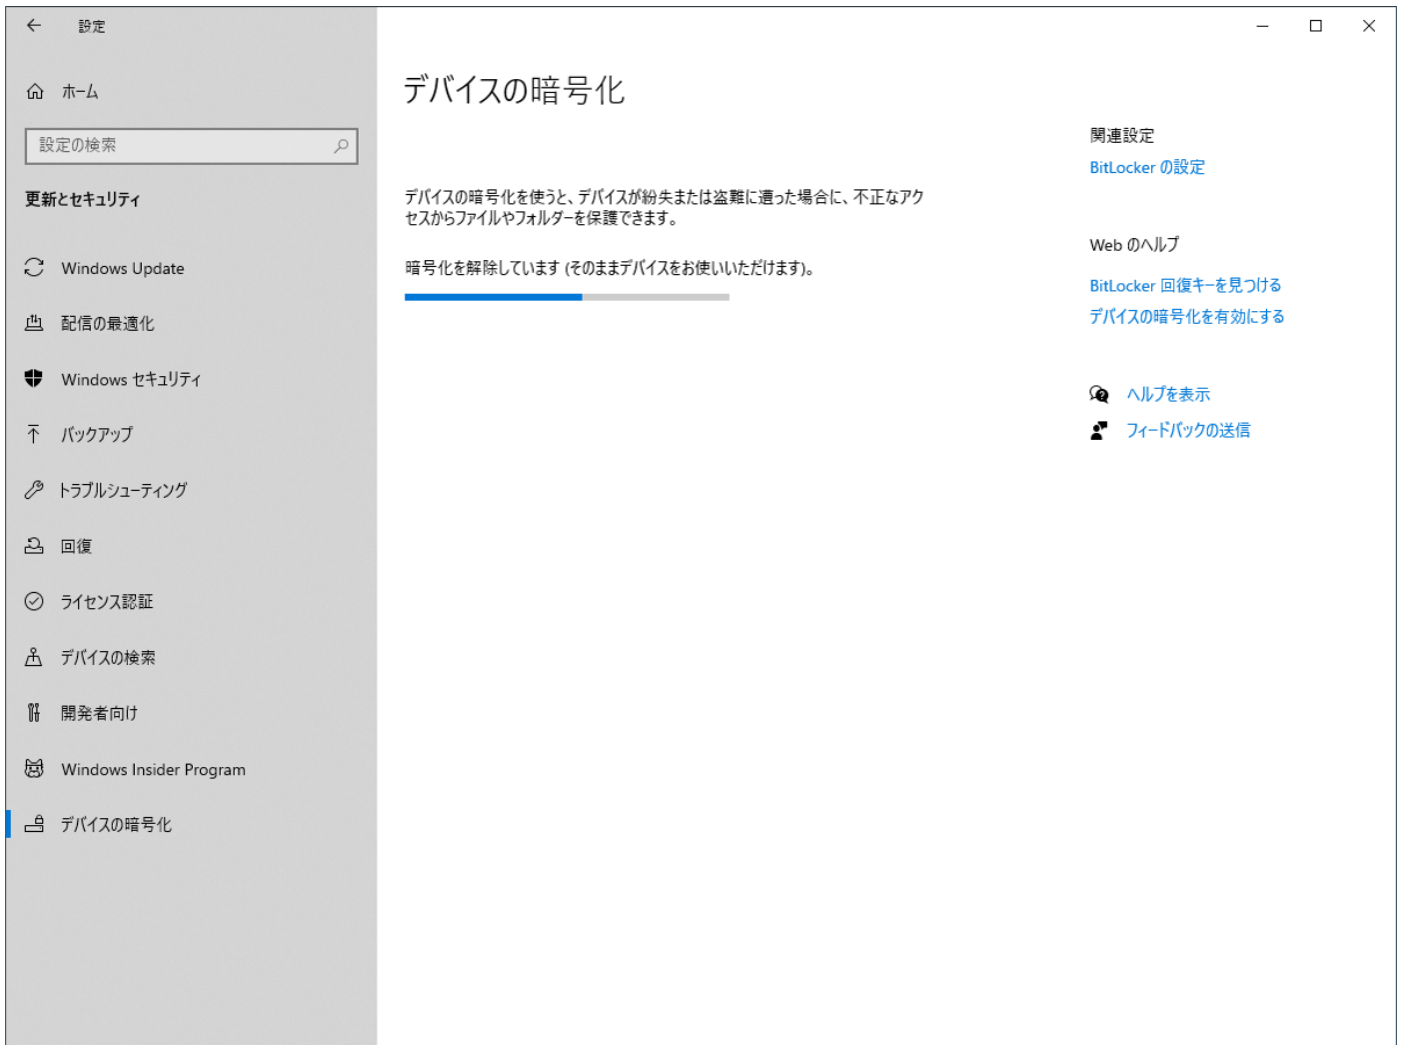 設定
ホーム
設定の検索
更新とセキュリティ
Windows Update
配信の最適化
Windows セキュリティ
バックアップ
トラブルシューティング
回復
ライセンス認証
デバイスの検索
開発者向け
Windows Insider Program
デバイスの暗号化
デバイスの暗号化
デバイスの暗号化を使うと、デバイスが紛失または盗難に遭った場合に、不正なアク
セスからファイルやフォルダーを保護できます。
暗号化を解除しています (そのままデバイスをお使いいただけます)。
関連設定
BitLocker の設定
Web のヘルプ
BitLocker 回復キーを見つける
デバイスの暗号化を有効にする
ヘルプを表示
フィードバックの送信